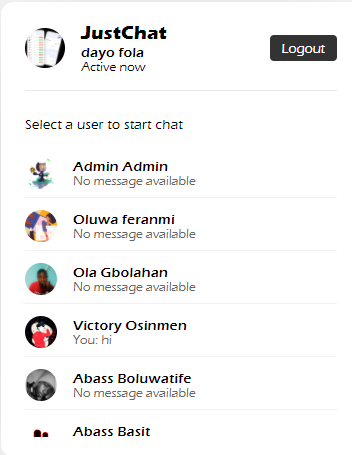 JustChat
dayo fola
Active now
Logout
Select a user to start chat
Admin Admin
No message available
Oluwa feranmi
No message available
Ola Gbolahan
No message available
Victory Osinmen
You: hi
Abass Boluwatife
No message available
Abass Basit